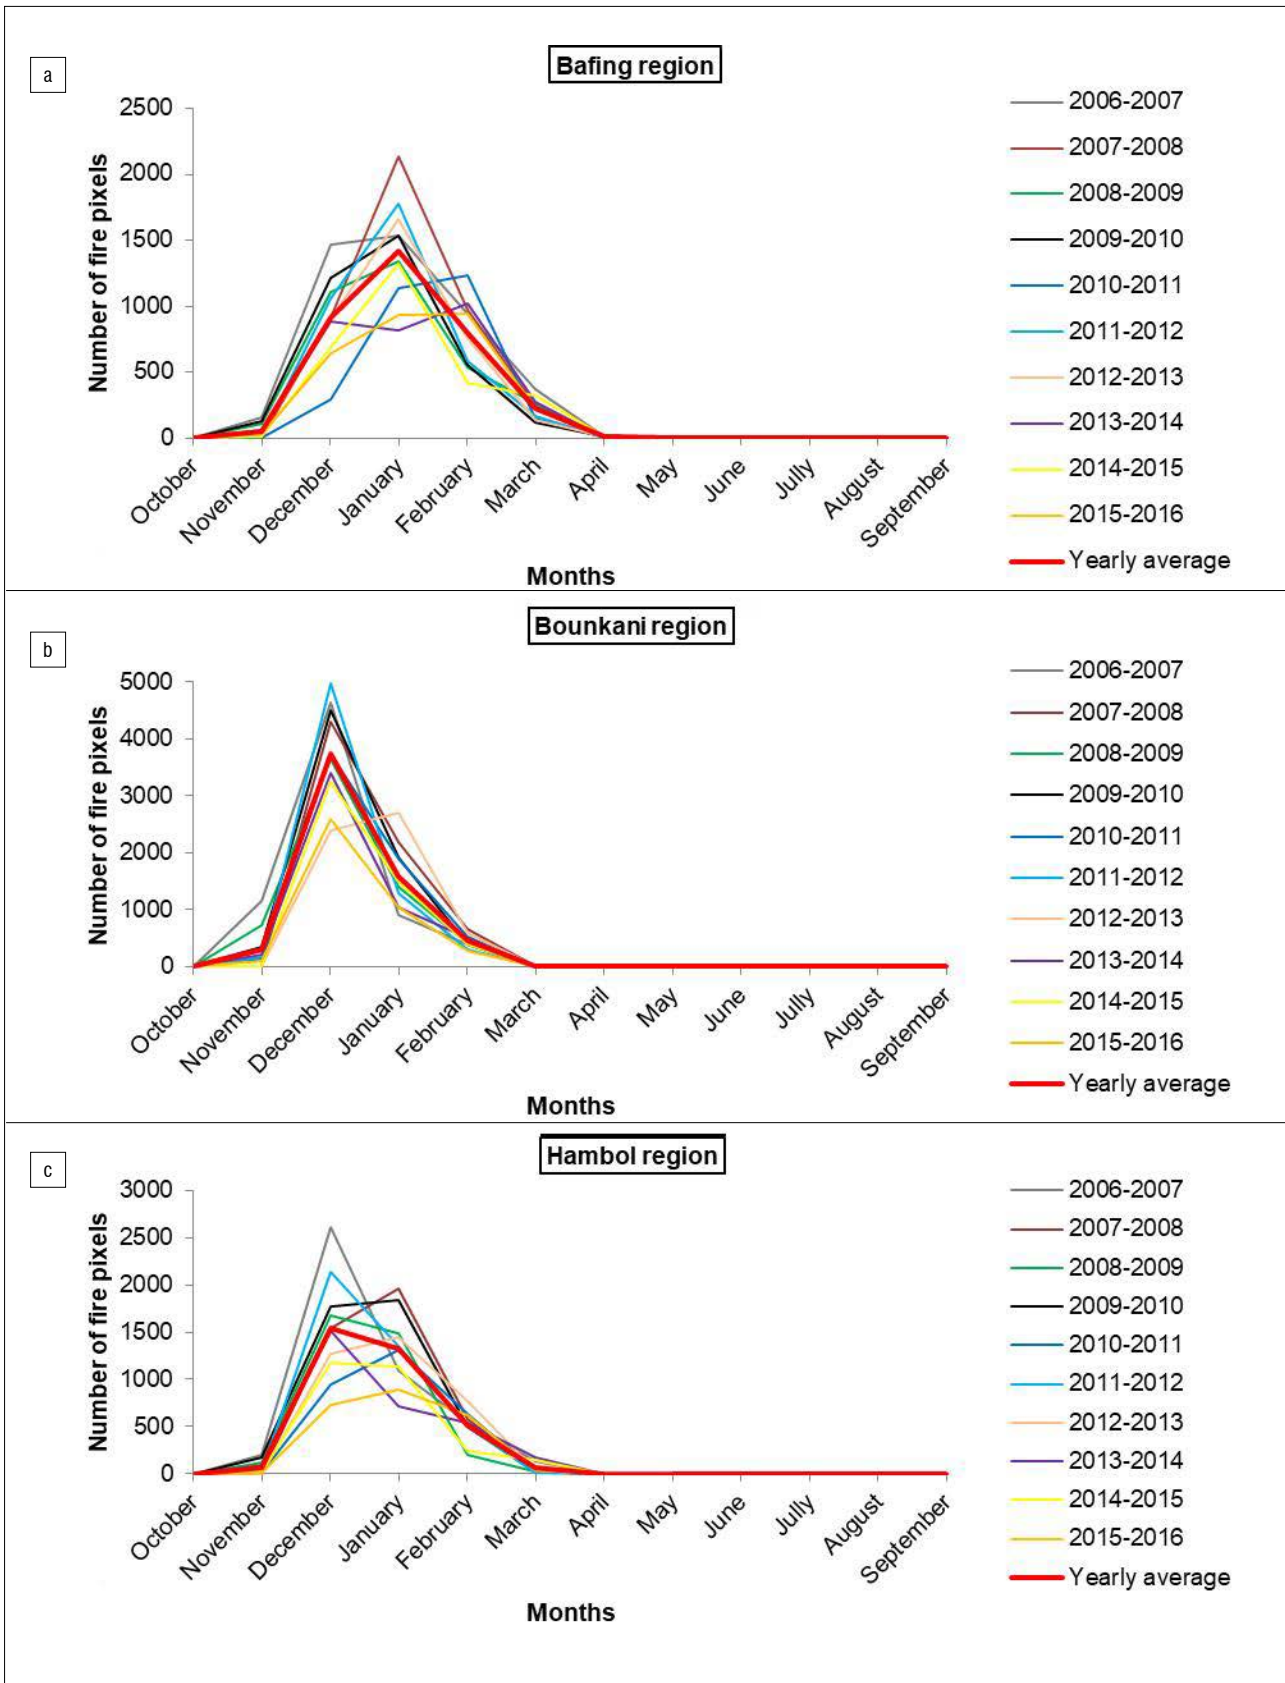 a
Bafing region
Number of fire pixels
2500
2000
1500
1000
500
0
October
November
December
January
February
March
April
May
June
Jully
August
September
Months
2006-2007
2007-2008
2008-2009
2009-2010
2010-2011
2011-2012
2012-2013
2013-2014
2014-2015
2015-2016
Yearly average
b
Bounkani region
Number of fire pixels
5000
4000
3000
2000
1000
0
October
November
December
January
February
March
April
May
June
Jully
August
September
Months
2006-2007
2007-2008
2008-2009
2009-2010
2010-2011
2011-2012
2012-2013
2013-2014
2014-2015
2015-2016
Yearly average
c
Hambol region
Number of fire pixels
3000
2500
2000
1500
1000
500
0
October
November
December
January
February
March
April
May
June
Jully
August
September
Months
2006-2007
2007-2008
2008-2009
2009-2010
2010-2011
2011-2012
2012-2013
2013-2014
2014-2015
2015-2016
Yearly average